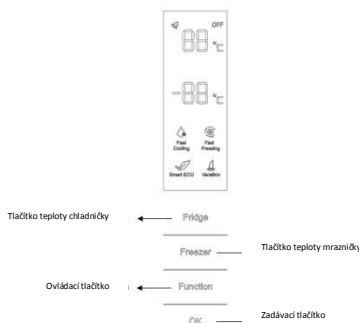 OFF
88 °C
-88 °C
Fast Cooling
Fast Freezing
Smart ECO
Vacation
Tlačítko teploty chladničky
Fridge
Freezer
Tlačítko teploty mrazničky
Ovládací tlačítko
Function
OK
Zadávací tlačítko